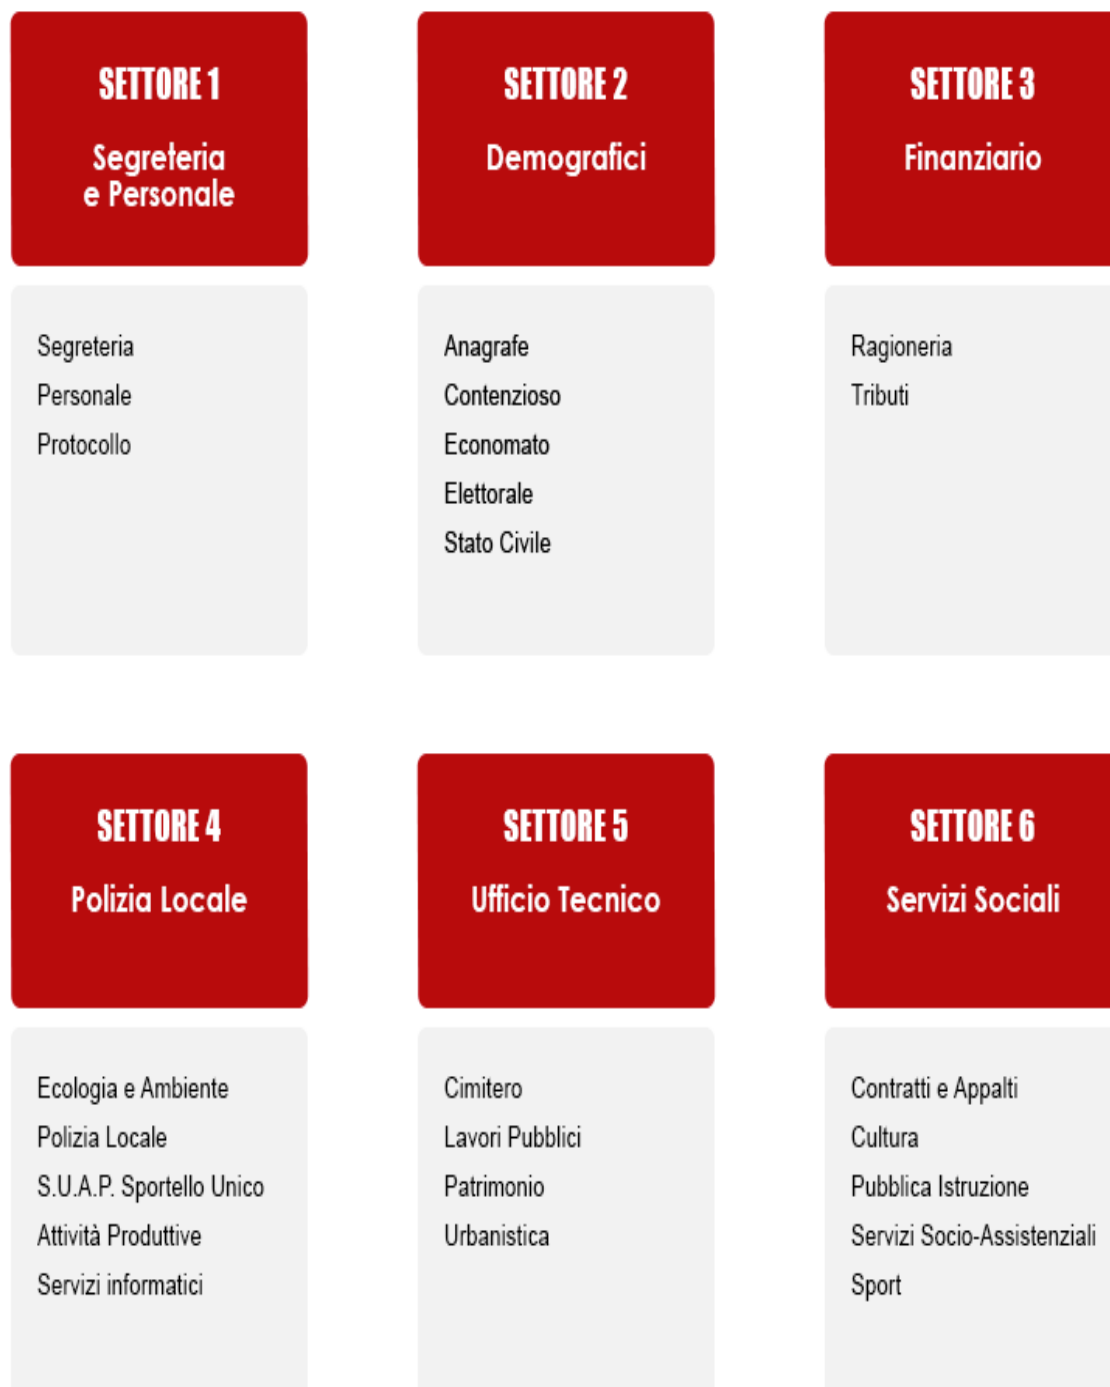 SETTORE 1
Segreteria
e Personale
Segreteria
Personale
Protocollo
SETTORE 2
Demografici
Anagrafe
Contenzioso
Economato
Elettorale
Stato Civile
SETTORE 3
Finanziario
Ragioneria
Tributi
SETTORE 4
Polizia Locale
Ecologia e Ambiente
Polizia Locale
S.U.A.P. Sportello Unico
Attività Produttive
Servizi informatici
SETTORE 5
Ufficio Tecnico
Cimitero
Lavori Pubblici
Patrimonio
Urbanistica
SETTORE 6
Servizi Sociali
Contratti e Appalti
Cultura
Pubblica Istruzione
Servizi Socio-Assistenziali
Sport